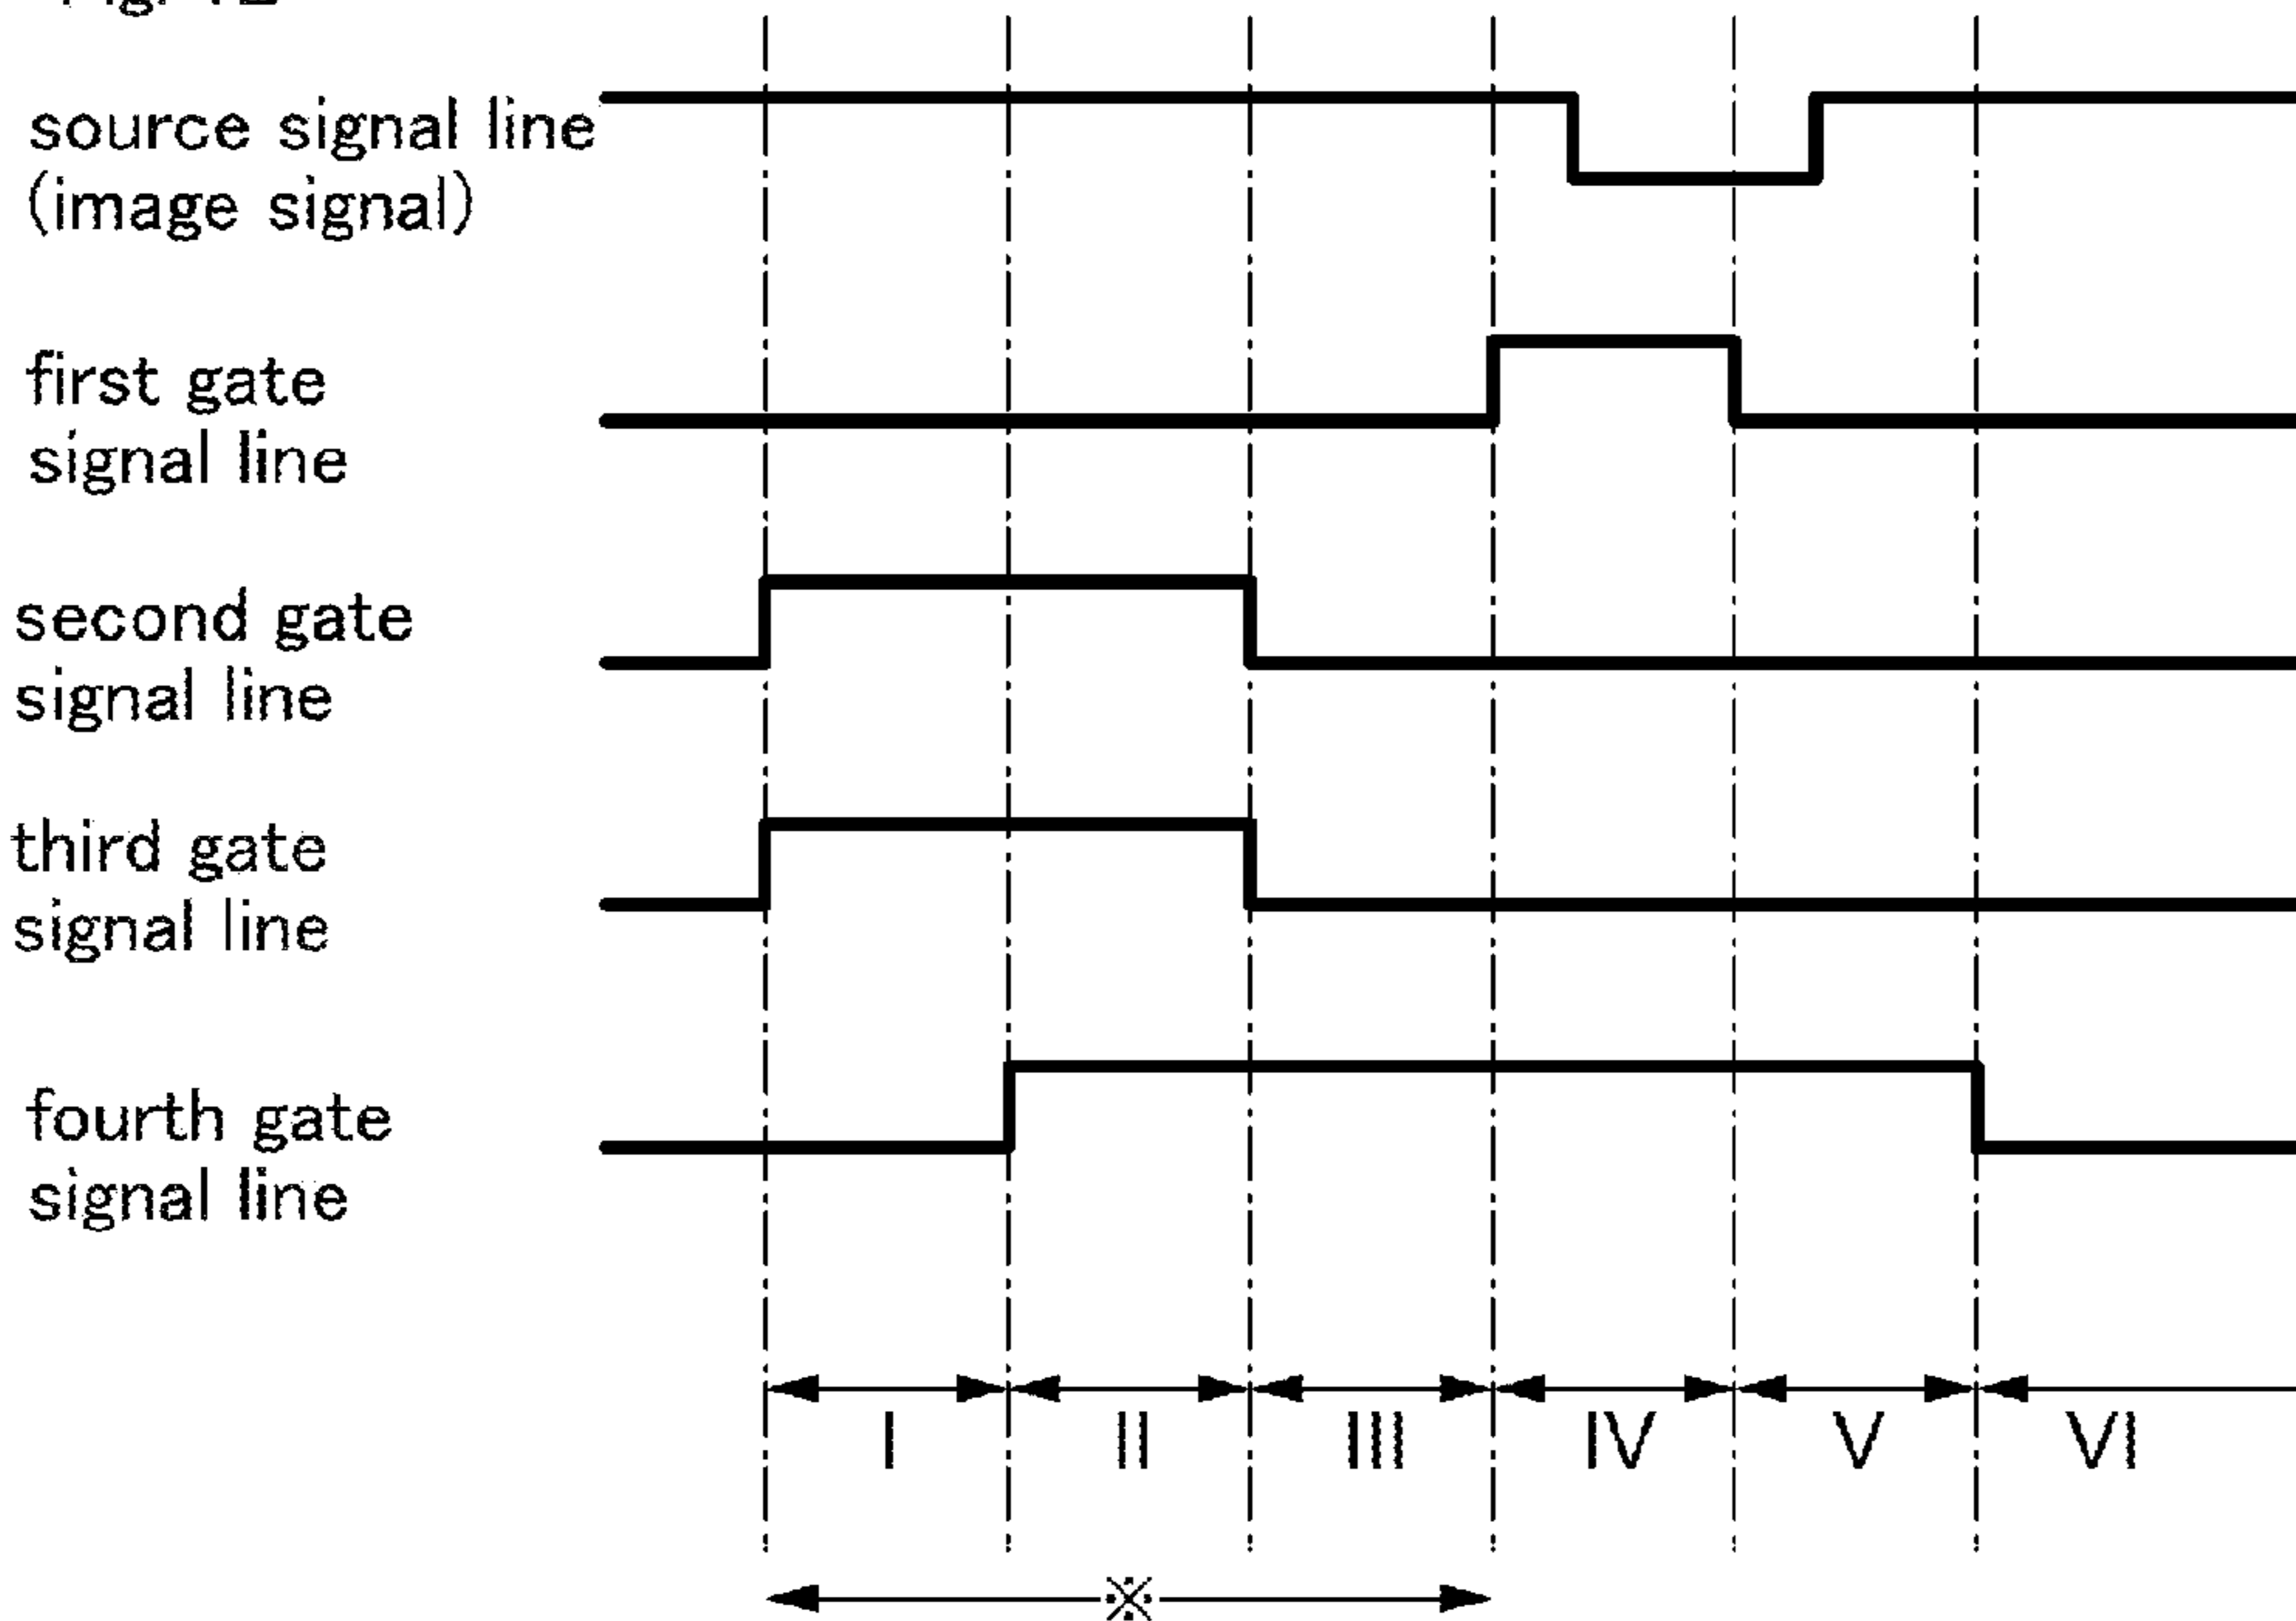 source signal line
(image signal)
first gate
signal line
second gate
signal line
third gate
signal line
fourth gate
signal line
I II III IV V VI
※